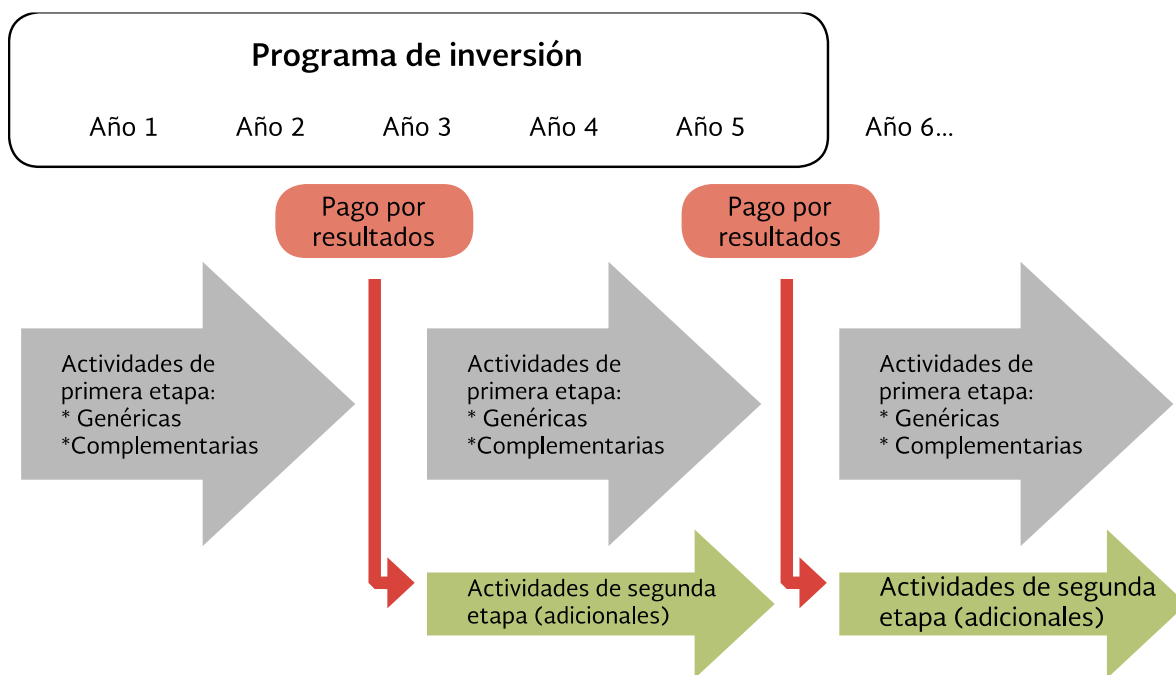 Programa de inversión
Año 1 Año 2 Año 3 Año 4 Año 5 Año 6...
Pago por
resultados
Pago por
resultados
Actividades de
primera etapa:
* Genéricas
*Complementarias
Actividades de
primera etapa:
* Genéricas
*Complementarias
Actividades de
primera etapa:
* Genéricas
* Complementarias
Actividades de segunda
etapa (adicionales)
Actividades de segunda
etapa (adicionales)